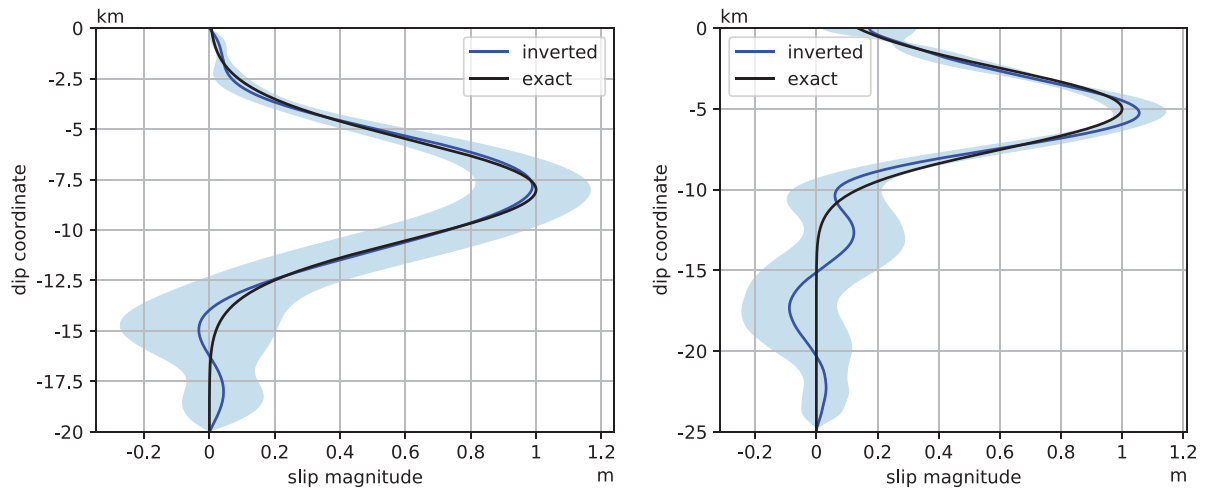 km
0
-2.5
-5
-7.5
-10
-12.5
-15
-17.5
-20
dip coordinate
inverted
exact
-0.2 0 0.2 0.4 0.6 0.8 1 1.2
slip magnitude m
km
0
-5
-10
-15
-20
-25
dip coordinate
inverted
exact
-0.2 0 0.2 0.4 0.6 0.8 1 1.2
slip magnitude m